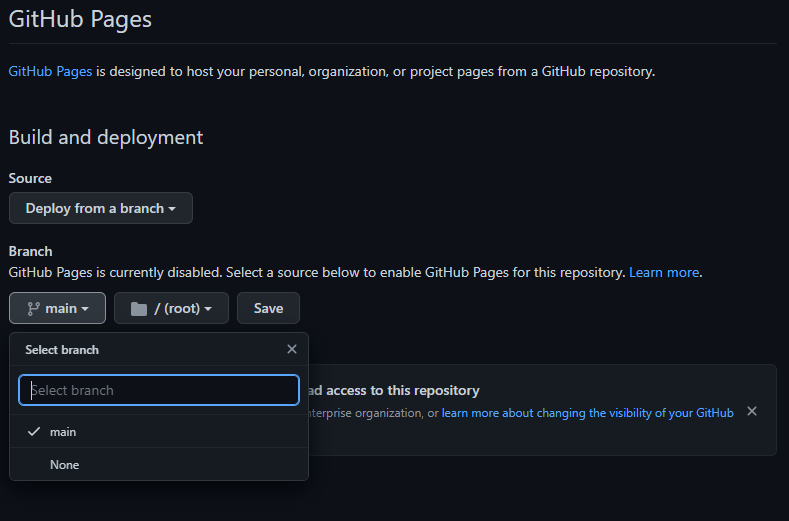 GitHub Pages
GitHub Pages is designed to host your personal, organization, or project pages from a GitHub repository.
Build and deployment
Source
Deploy from a branch
Branch
GitHub Pages is currently disabled. Select a source below to enable GitHub Pages for this repository. Learn more.
main / (root) Save
Select branch
Select branch
main
None
access to this repository
organization, or learn more about changing the visibility of your GitHub